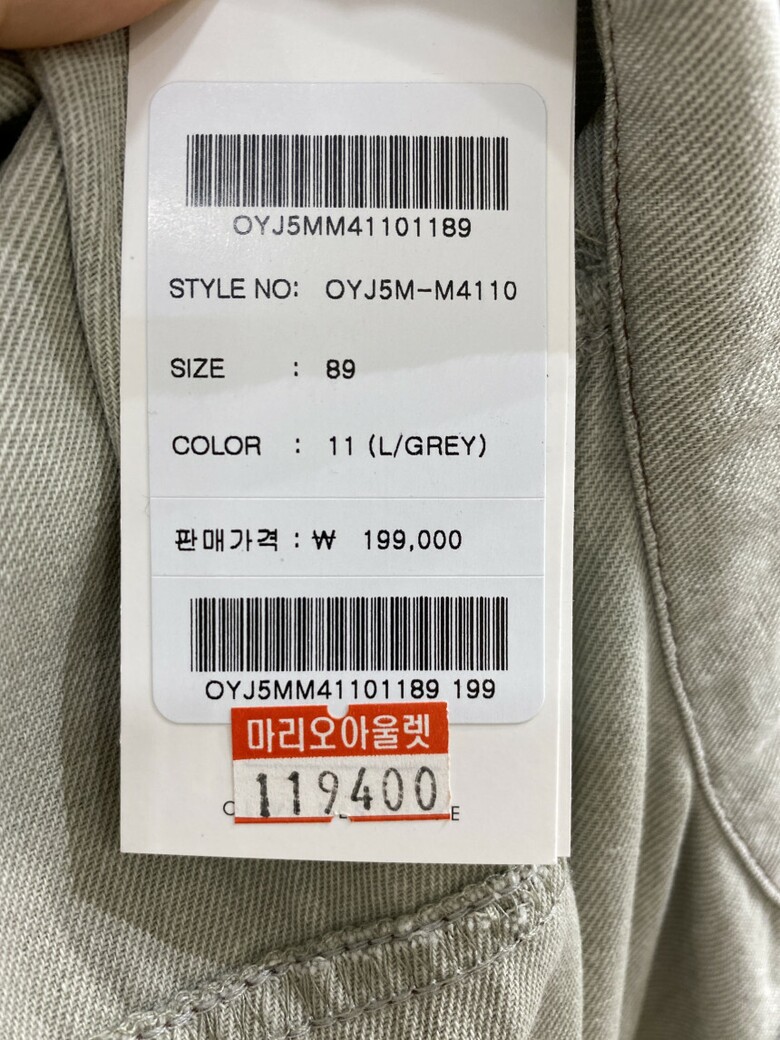 OYJ5MM41101189
STYLE NO: OYJ5M-M4110
SIZE : 89
COLOR : 11 (L/GREY)
판매가격 : ₩ 199,000
OYJ5MM41101189 199
마리오아울렛
119400